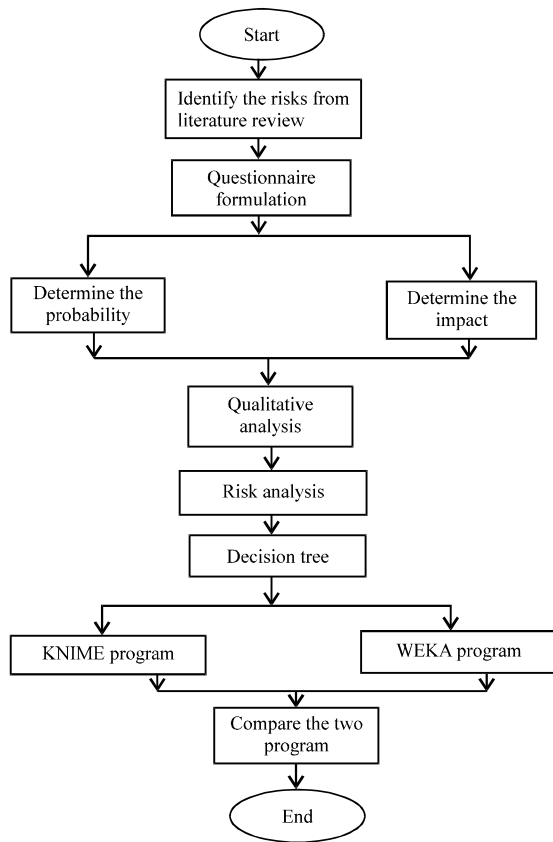 Start
Identify the risks from
literature review
Questionnaire
formulation
Determine the
probability
Determine the
impact
Qualitative
analysis
Risk analysis
Decision tree
KNIME program
WEKA program
Compare the two
program
End